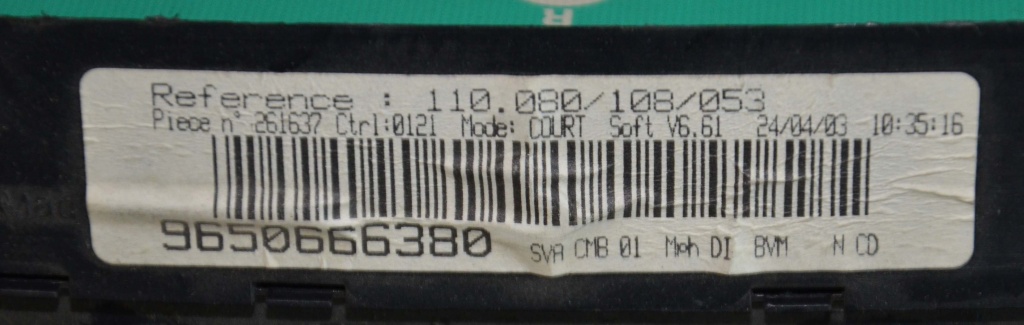 Reference : 110.080/108/053
Piece n° 261637 Ctrl:0121 Mode: COURT Soft V6.61 24/04/03 10:35:16
9650666380 SVA CMB 01 Mph DI BVM N CD